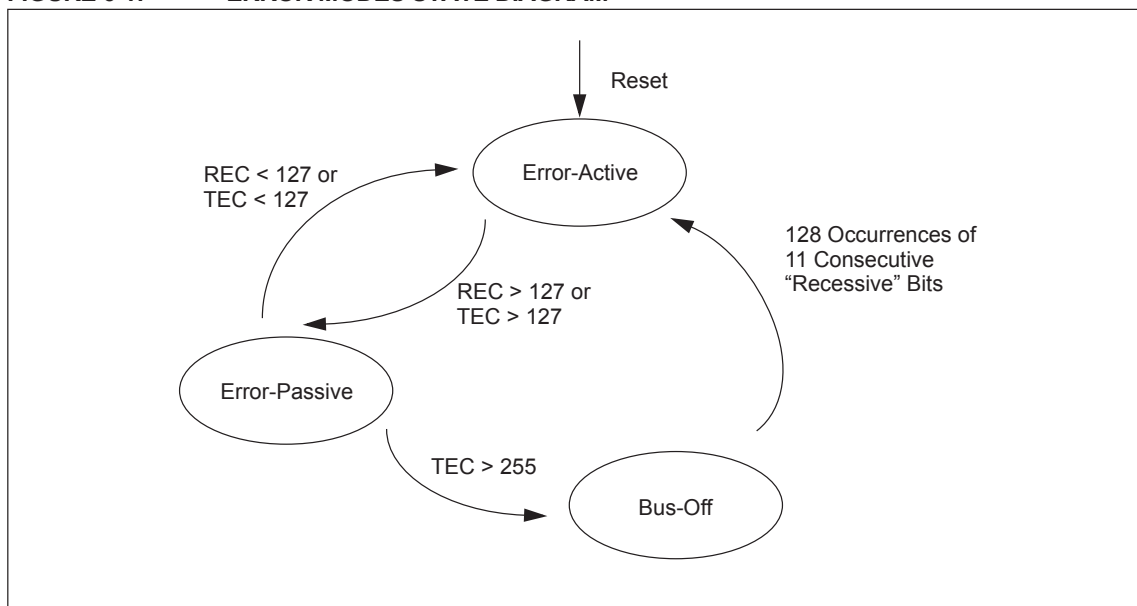 Reset
Error-Active
REC < 127 or
TEC < 127
128 Occurrences of
11 Consecutive
“Recessive” Bits
REC > 127 or
TEC > 127
Error-Passive
TEC > 255
Bus-Off